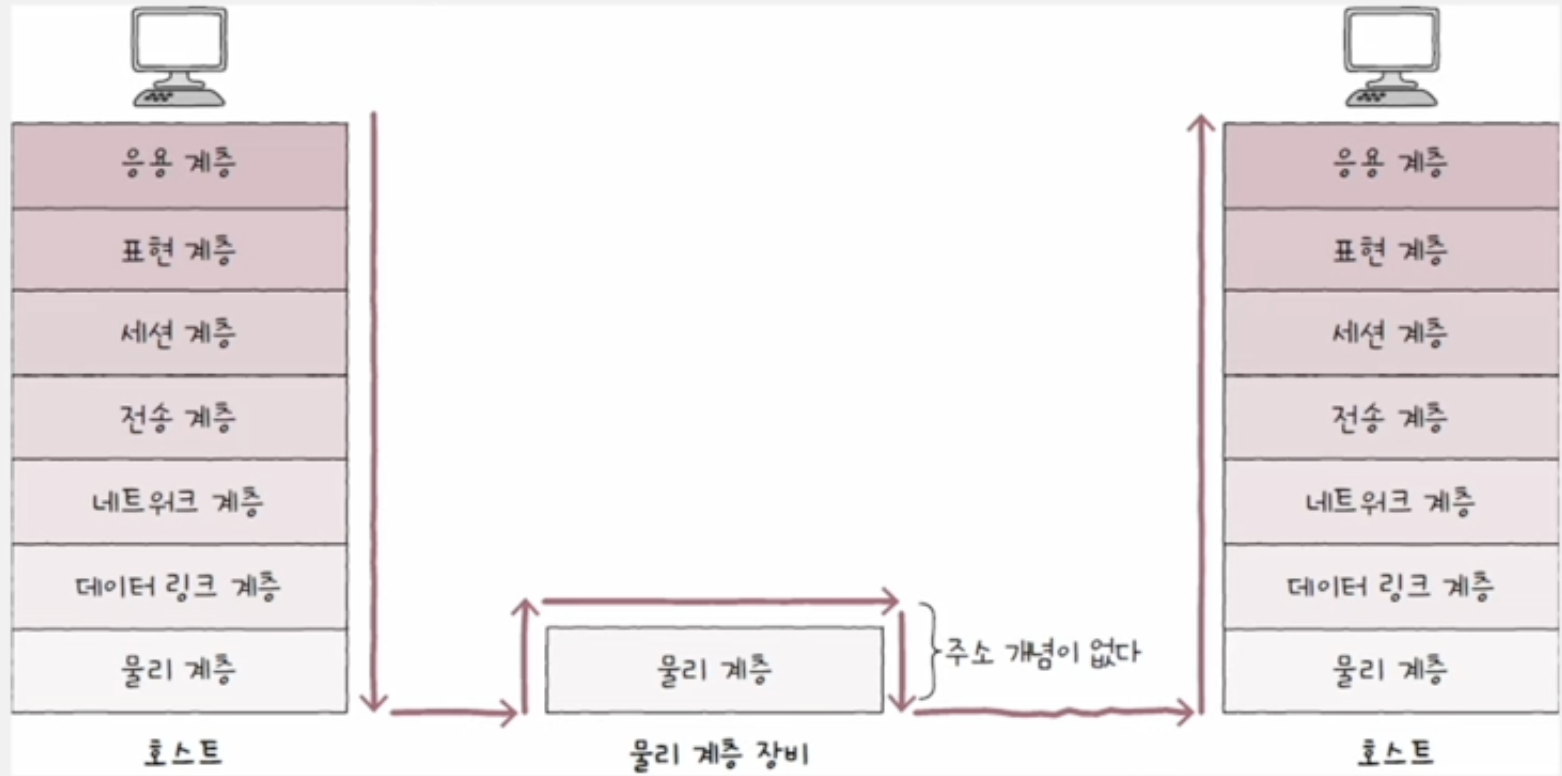 응용 계층
표현 계층
세션 계층
전송 계층
네트워크 계층
데이터 링크 계층
물리 계층
호스트
물리 계층
주소 개념이 없다
물리 계층 장비
응용 계층
표현 계층
세션 계층
전송 계층
네트워크 계층
데이터 링크 계층
물리 계층
호스트